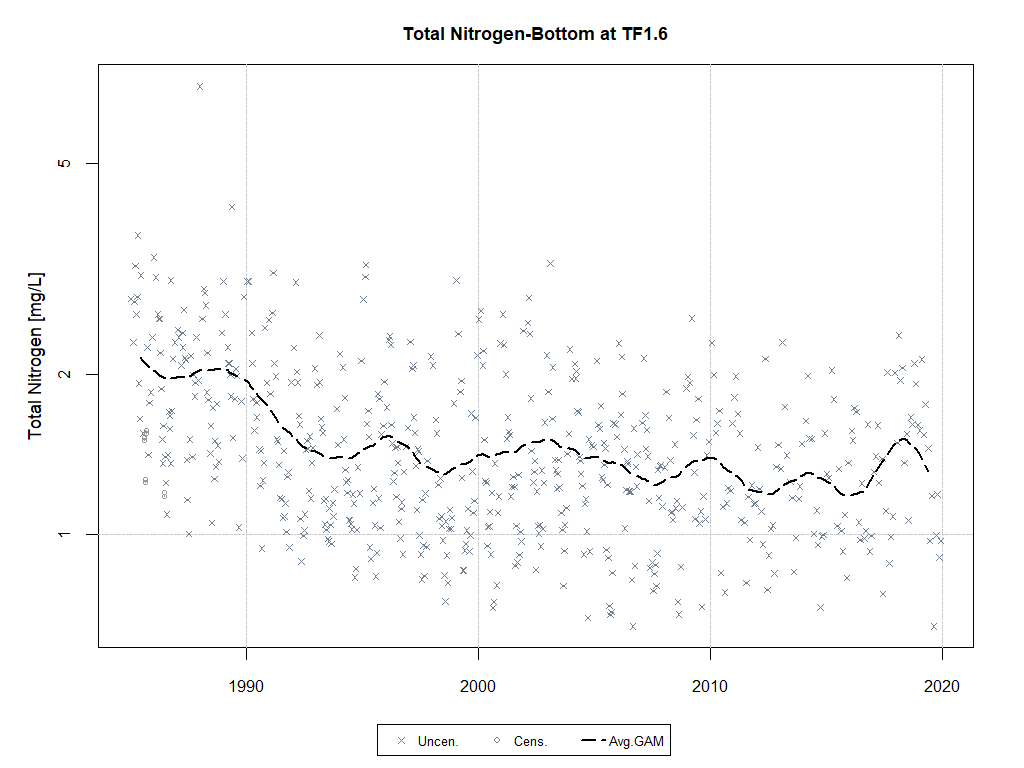 Total Nitrogen-Bottom at TF1.6
Total Nitrogen [mg/L]
5
2
1
1990 2000 2010 2020
Uncen. Cens. Avg.GAM